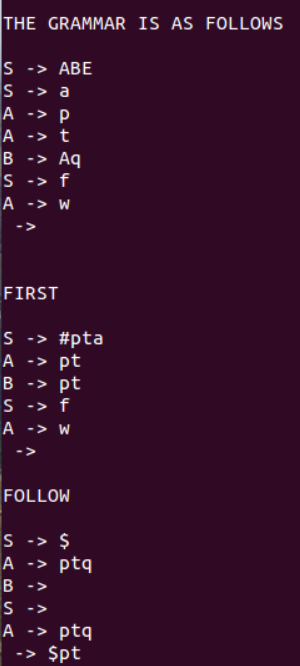 THE GRAMMAR IS AS FOLLOWS
S -> ABE
S -> a
A -> p
A -> t
B -> Aq
S -> f
A -> w
->
FIRST
S -> #pta
A -> pt
B -> pt
S -> f
A -> w
->
FOLLOW
S -> $
A -> ptq
B ->
S ->
A -> ptq
-> $pt